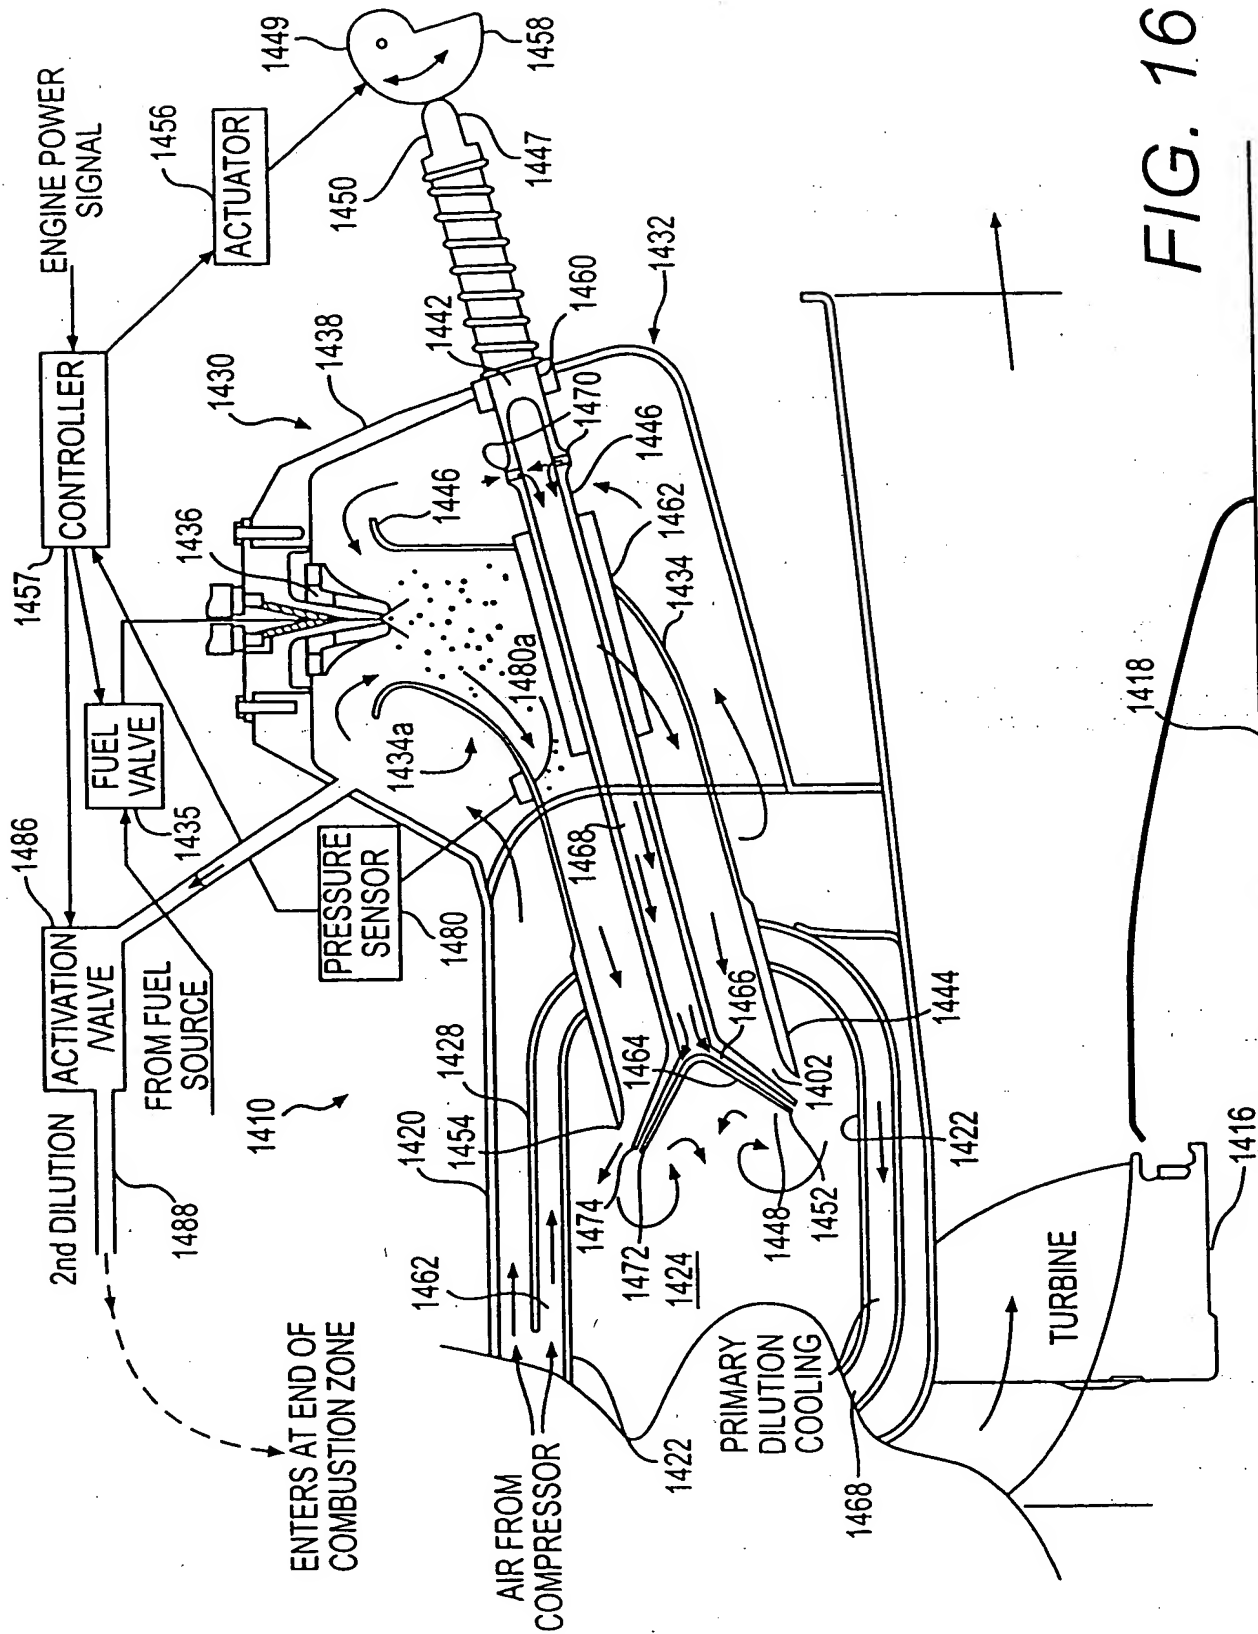 1449
1458
ENGINE POWER
SIGNAL
1456
ACTUATOR
1450
1447
CONTROLLER
1457
1430
1438
1442
1460
1432
1470
1446
1436
1446
1462
1434
FUEL
VALVE
1435
1434a
1480a
1486
ACTIVATION
VALVE
PRESSURE
SENSOR
1480
1468
FROM FUEL
SOURCE
2nd DILUTION
1488
1410
1428
1420
1454
1464
1466
1444
1402
1474
1472
1424
1448
1452
1422
1462
ENTERS AT END OF
COMBUSTION ZONE
AIR FROM
COMPRESSOR
1422
PRIMARY
DILUTION
COOLING
1468
TURBINE
1416
1418
FIG. 16